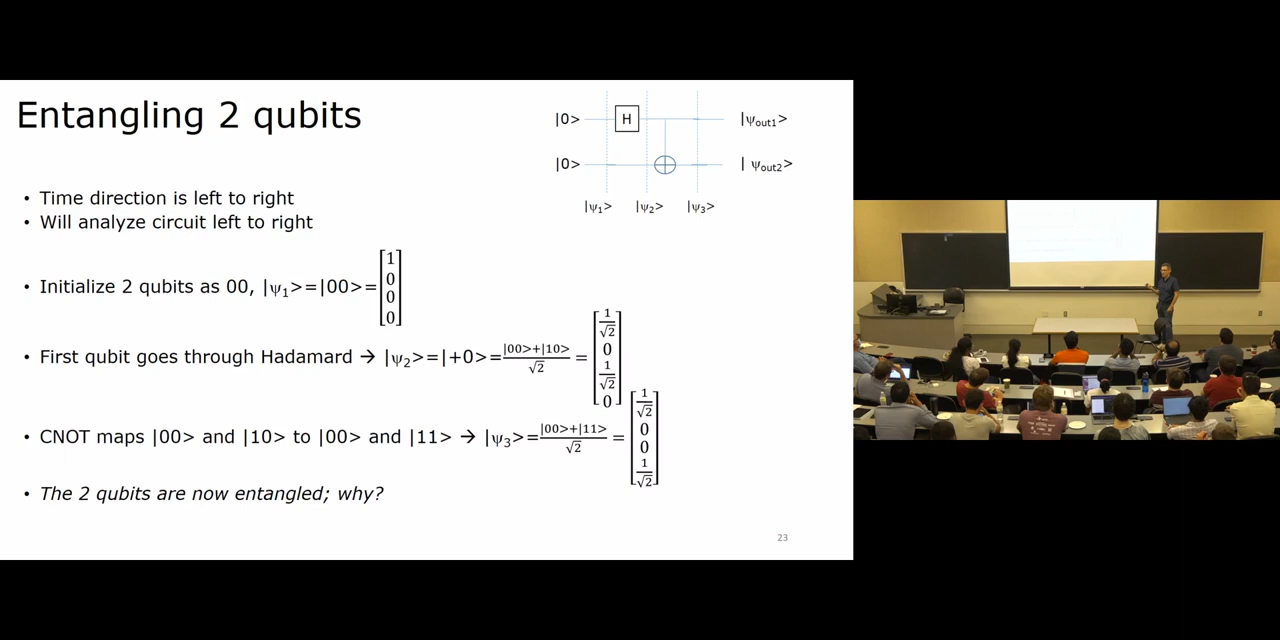 Entangling 2 qubits
|0> H |ψout1>
|0> | ψout2>
|ψ1> |ψ2> |ψ3>
• Time direction is left to right
• Will analyze circuit left to right
• Initialize 2 qubits as 00, |ψ1>=|00>=[1 0 0 0]
• First qubit goes through Hadamard → |ψ2>=|+0>=|00>+|10>/√2 = [1/√2 0 1/√2 0]
• CNOT maps |00> and |10> to |00> and |11> → |ψ3>=|00>+|11>/√2 = [1/√2 0 0 1/√2]
• The 2 qubits are now entangled; why?
23